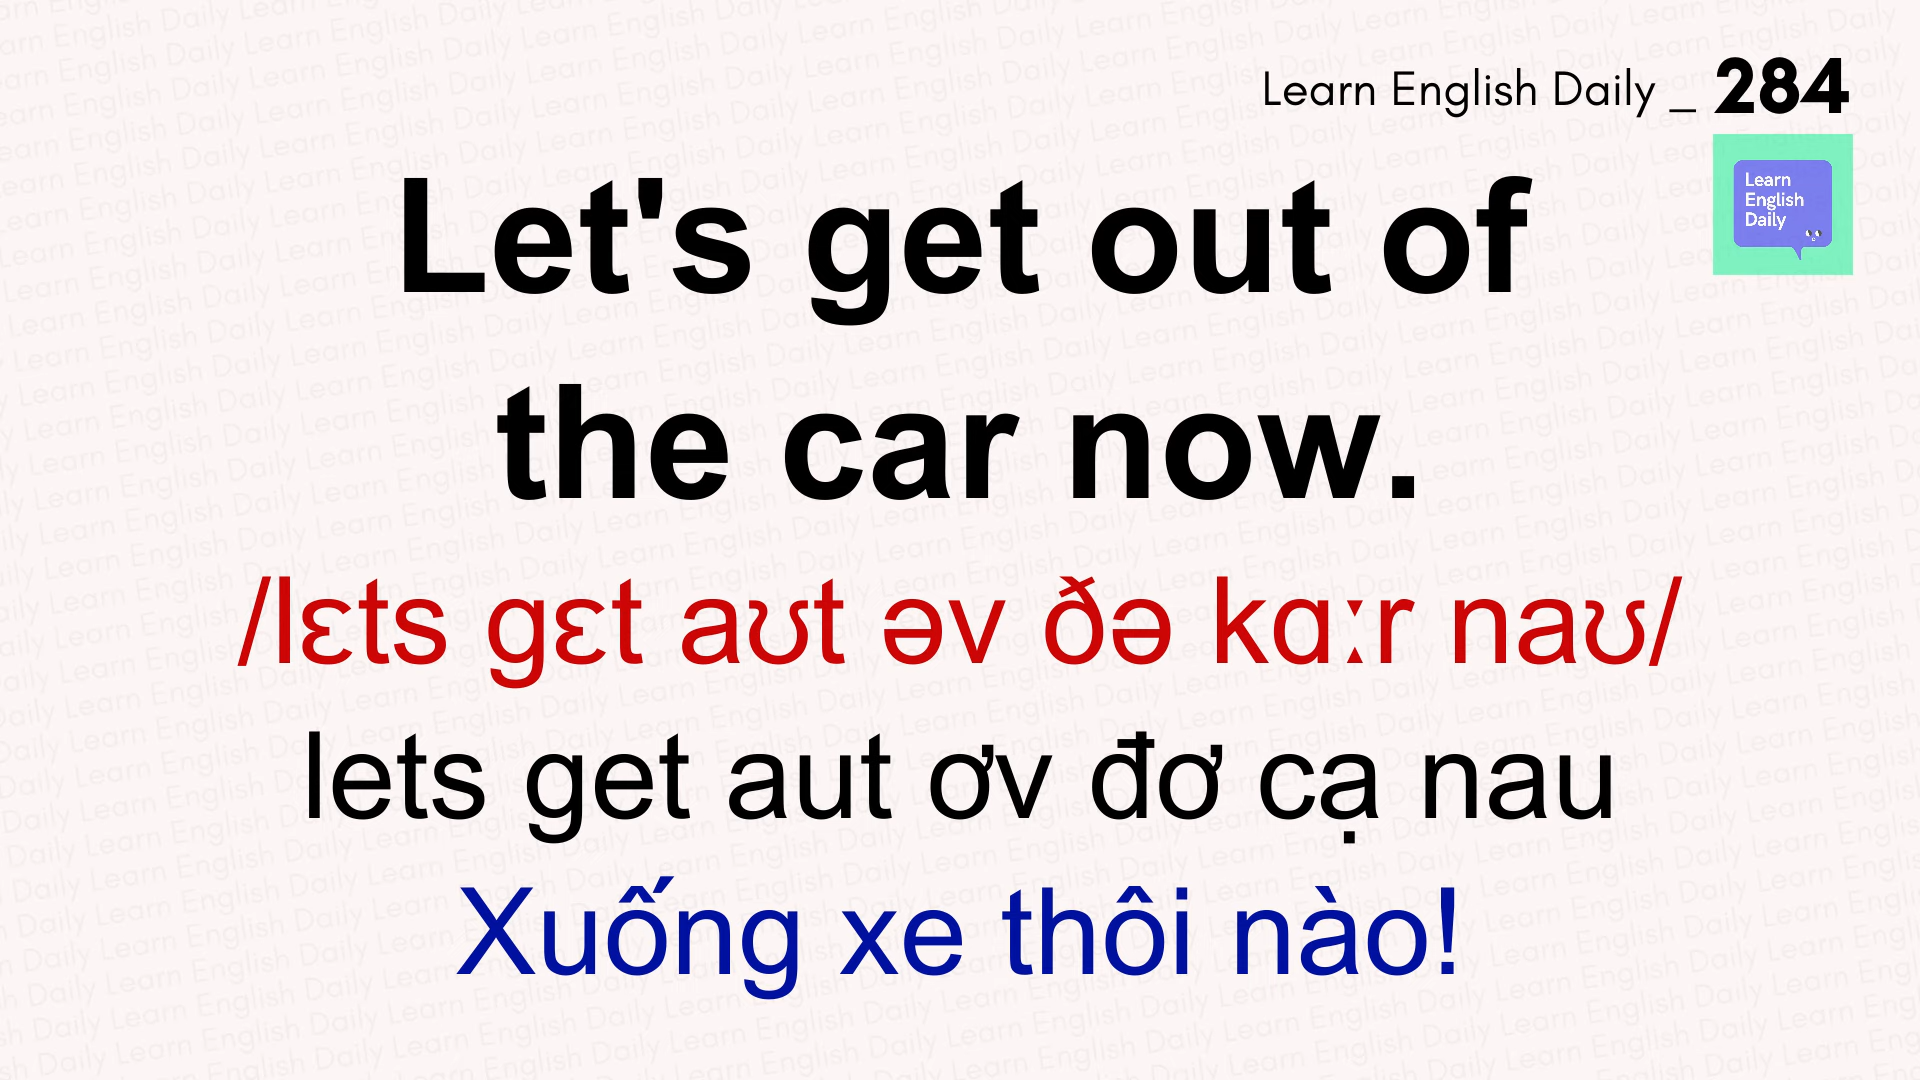 Learn English Daily _ 284
Learn
English
Daily
Let's get out of
the car now.
/lɛts gɛt aʊt əv ðə kɑːr naʊ/
lets get aut ơv đơ cạ nau
Xuống xe thôi nào!